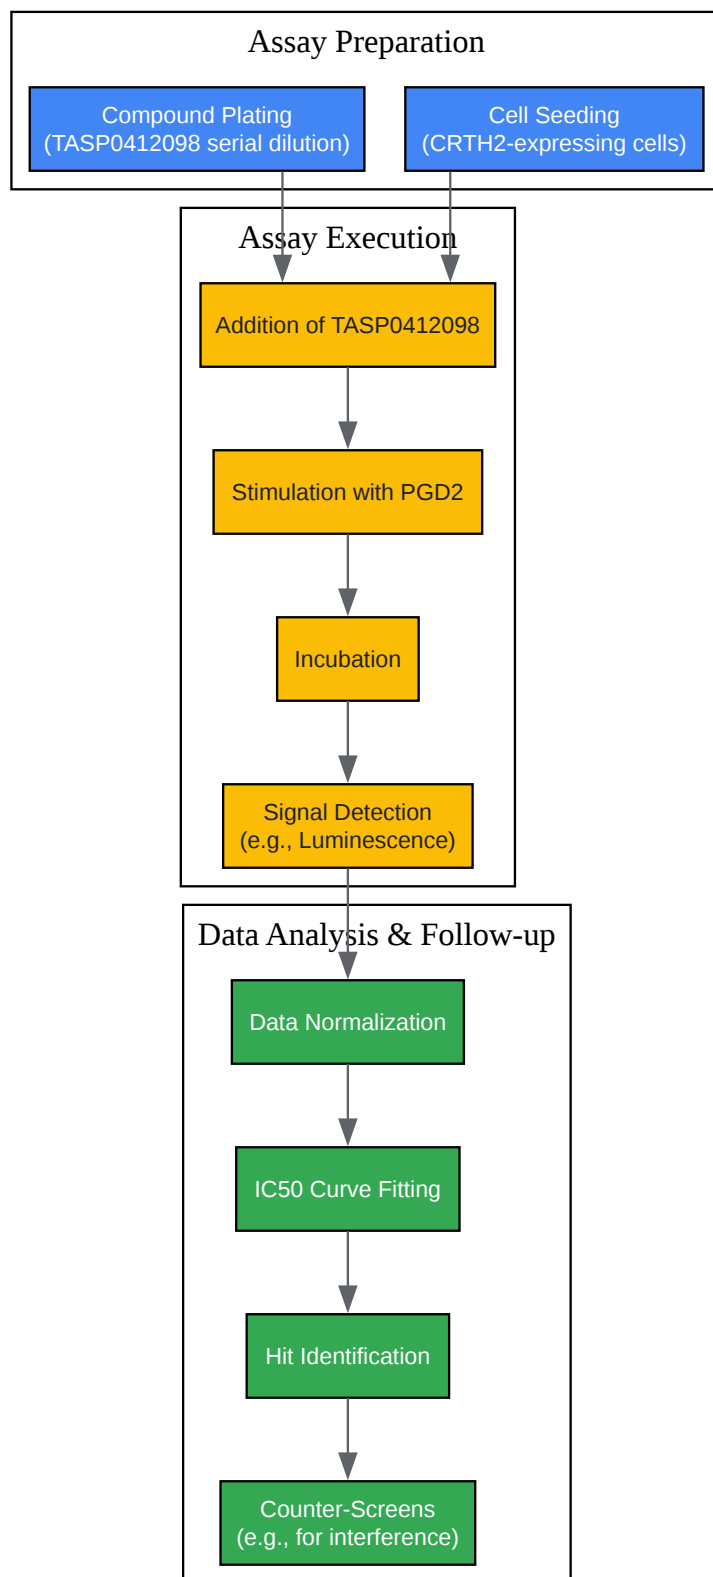 Assay Preparation
Compound Plating
(TASP0412098 serial dilution)
Cell Seeding
(CRTH2-expressing cells)
Assay Execution
Addition of TASP0412098
Stimulation with PGD2
Incubation
Signal Detection
(e.g., Luminescence)
Data Analysis & Follow-up
Data Normalization
IC50 Curve Fitting
Hit Identification
Counter-Screens
(e.g., for interference)